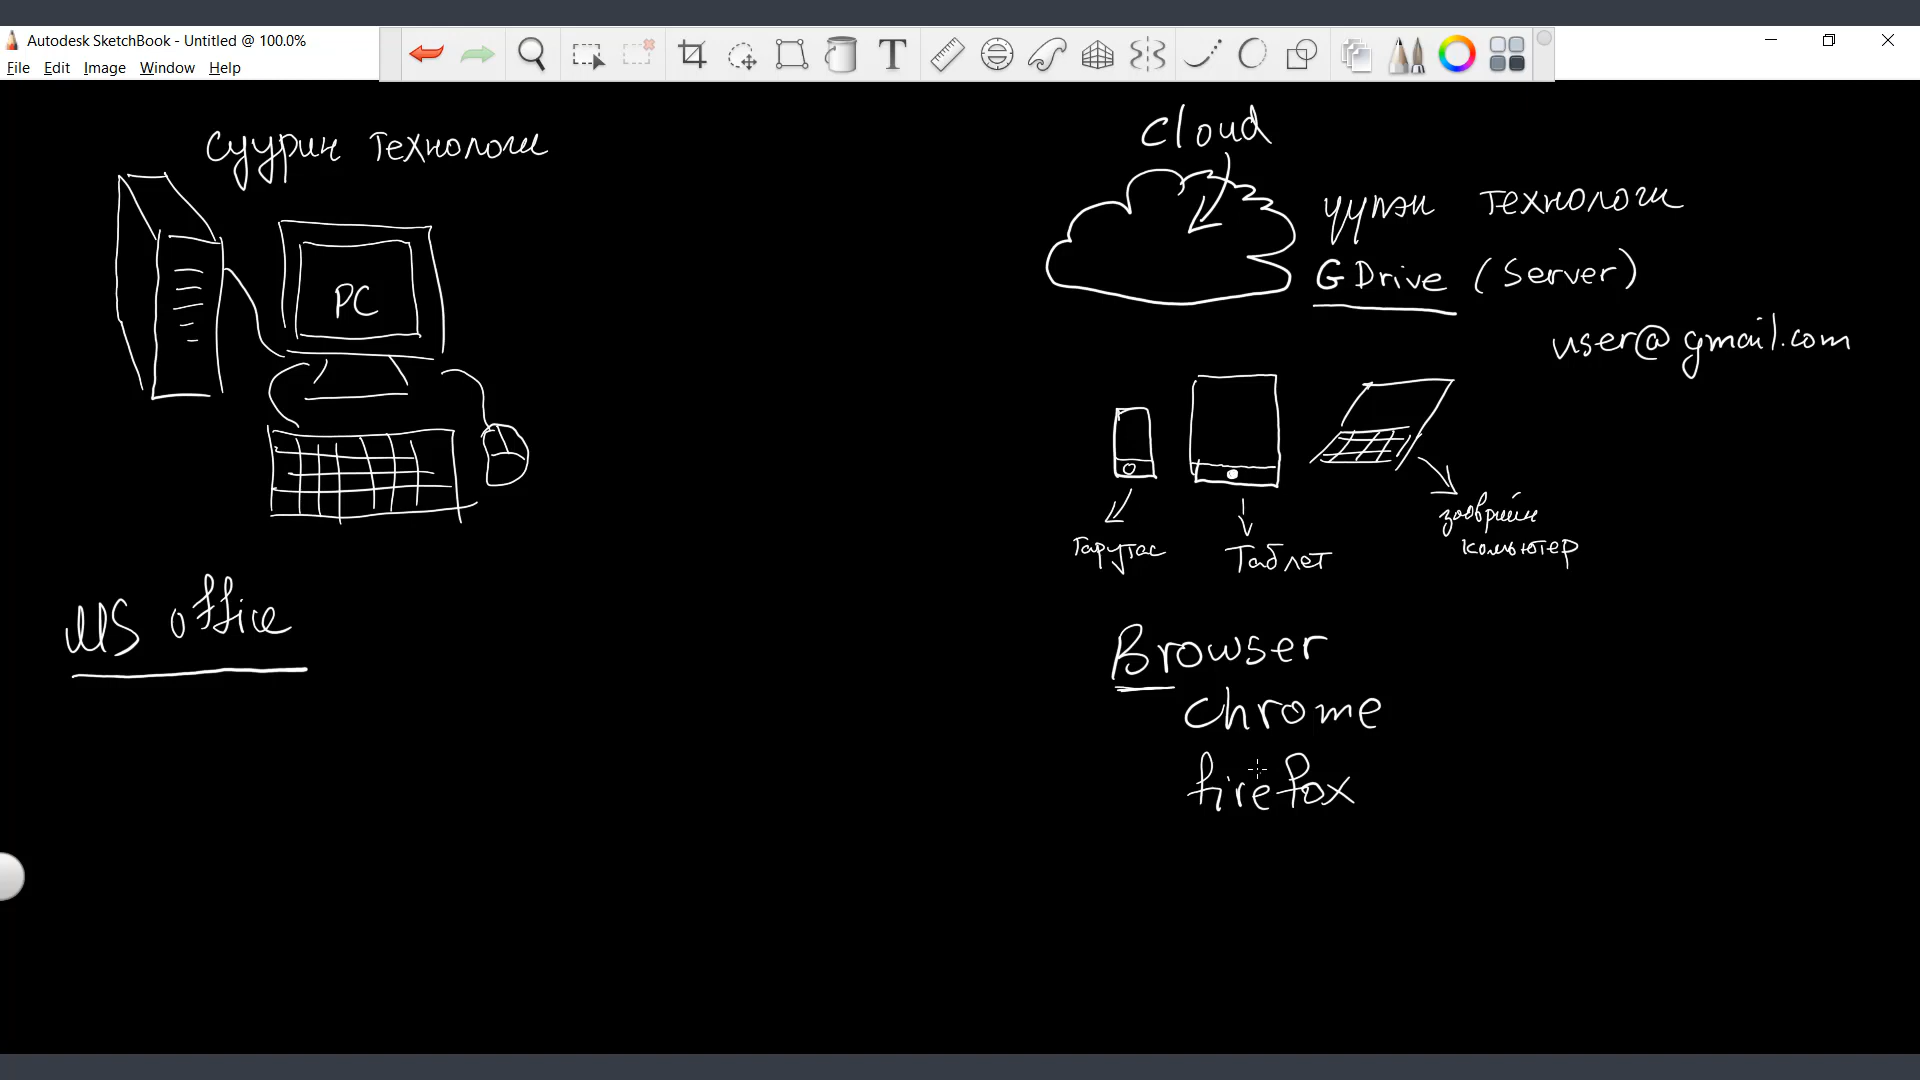 Autodesk SketchBook - Untitled @ 100.0%
File Edit Image Window Help
T
Суурин технологи
PC
MS office
Cloud
үүлэн технологи
GDrive (Server)
user@gmail.com
Гар утас
Таблет
зөөврийн
компьютер
Browser
chrome
firefox